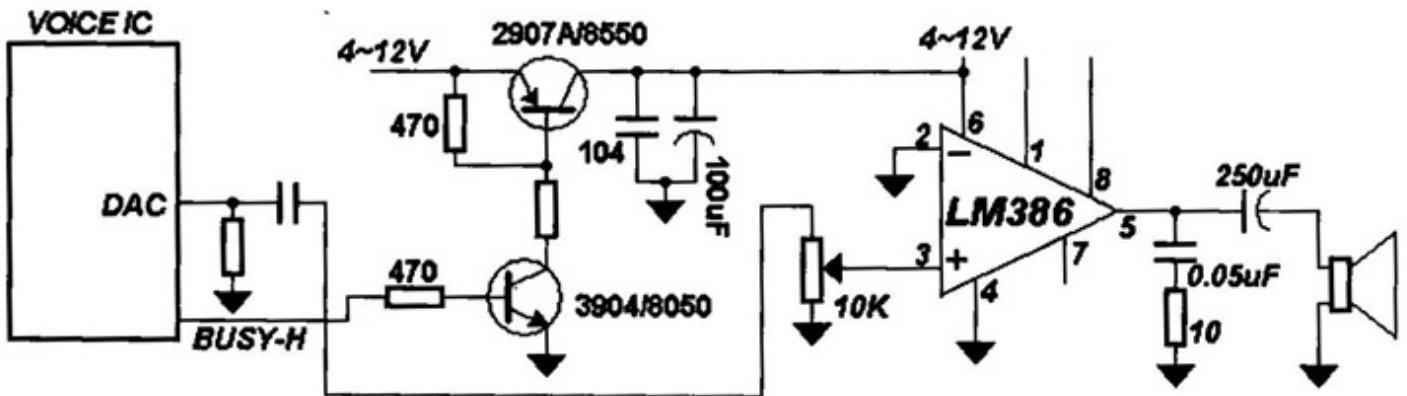 VOICE IC
2907A/8550
4~12V
4~12V
470
104
100uF
6
2
1
8
DAC
LM386
5
250uF
7
470
3
10K
4
0.05uF
10
3904/8050
BUSY-H
−
+